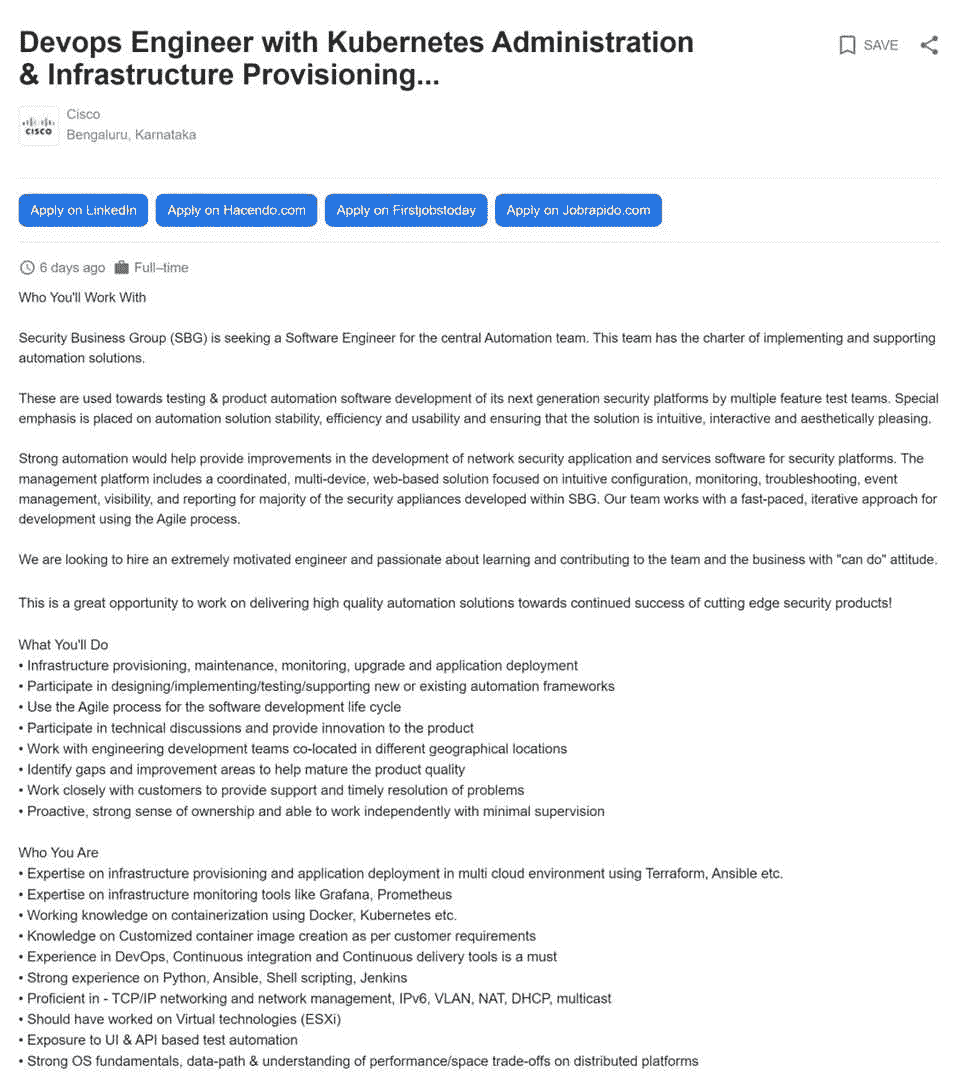 Devops Engineer with Kubernetes Administration
& Infrastructure Provisioning...
SAVE
CISCO
Cisco
Bengaluru, Karnataka
Apply on LinkedIn
Apply on Hacendo.com
Apply on Firstjobstoday
Apply on Jobrapido.com
6 days ago
Full–time
Who You'll Work With
Security Business Group (SBG) is seeking a Software Engineer for the central Automation team. This team has the charter of implementing and supporting
automation solutions.
These are used towards testing & product automation software development of its next generation security platforms by multiple feature test teams. Special
emphasis is placed on automation solution stability, efficiency and usability and ensuring that the solution is intuitive, interactive and aesthetically pleasing.
Strong automation would help provide improvements in the development of network security application and services software for security platforms. The
management platform includes a coordinated, multi-device, web-based solution focused on intuitive configuration, monitoring, troubleshooting, event
management, visibility, and reporting for majority of the security appliances developed within SBG. Our team works with a fast-paced, iterative approach for
development using the Agile process.
We are looking to hire an extremely motivated engineer and passionate about learning and contributing to the team and the business with "can do" attitude.
This is a great opportunity to work on delivering high quality automation solutions towards continued success of cutting edge security products!
What You'll Do
• Infrastructure provisioning, maintenance, monitoring, upgrade and application deployment
• Participate in designing/implementing/testing/supporting new or existing automation frameworks
• Use the Agile process for the software development life cycle
• Participate in technical discussions and provide innovation to the product
• Work with engineering development teams co-located in different geographical locations
• Identify gaps and improvement areas to help mature the product quality
• Work closely with customers to provide support and timely resolution of problems
• Proactive, strong sense of ownership and able to work independently with minimal supervision
Who You Are
• Expertise on infrastructure provisioning and application deployment in multi cloud environment using Terraform, Ansible etc.
• Expertise on infrastructure monitoring tools like Grafana, Prometheus
• Working knowledge on containerization using Docker, Kubernetes etc.
• Knowledge on Customized container image creation as per customer requirements
• Experience in DevOps, Continuous integration and Continuous delivery tools is a must
• Strong experience on Python, Ansible, Shell scripting, Jenkins
• Proficient in - TCP/IP networking and network management, IPv6, VLAN, NAT, DHCP, multicast
• Should have worked on Virtual technologies (ESXi)
• Exposure to UI & API based test automation
• Strong OS fundamentals, data-path & understanding of performance/space trade-offs on distributed platforms